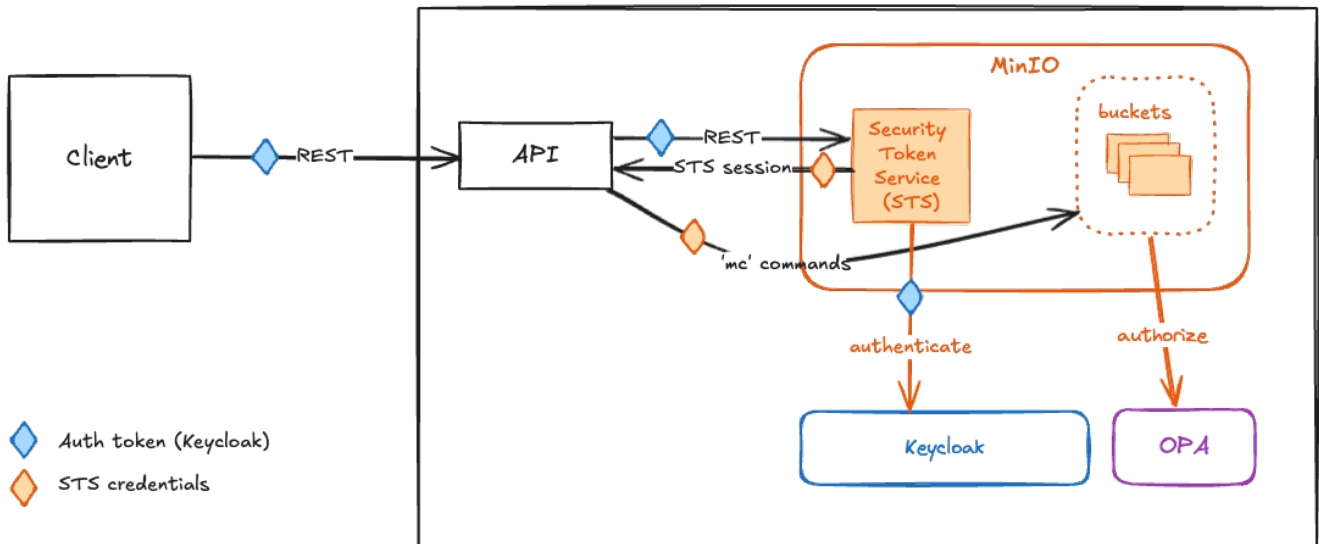 MinIO
buckets
Client
REST
API
REST
STS session
Security
Token
Service
(STS)
'mc' commands
authenticate
authorize
Keycloak
OPA
Auth token (Keycloak)
STS credentials